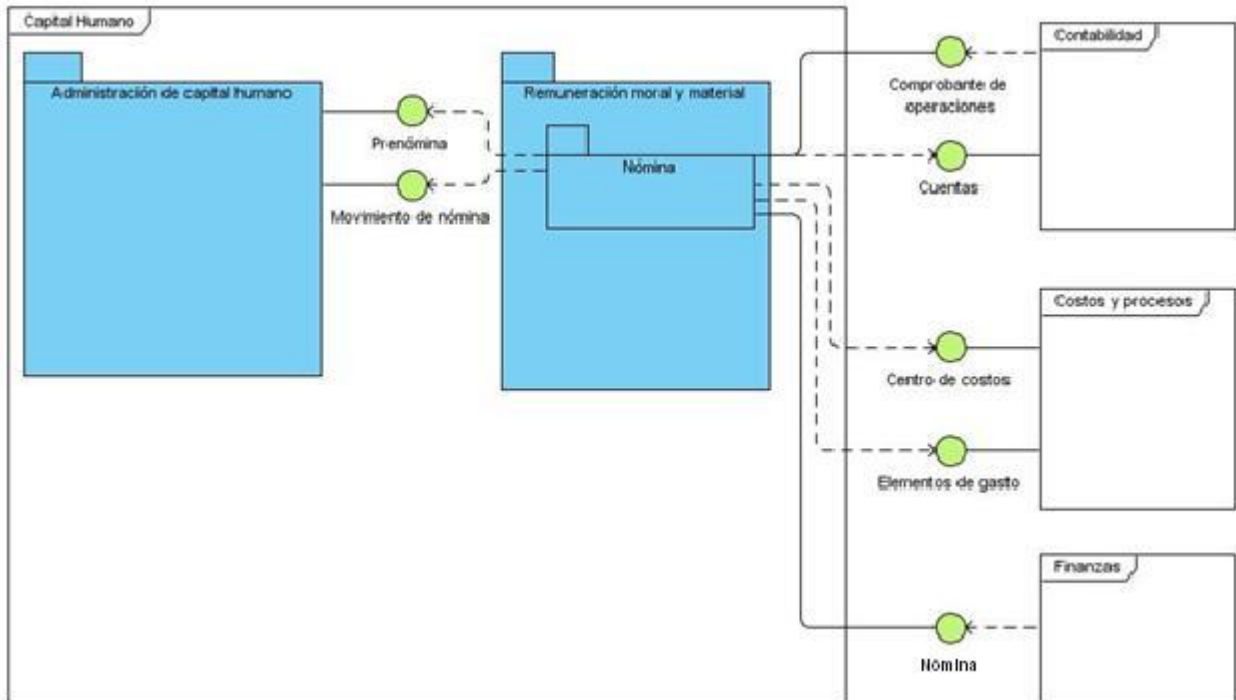 Capital Humano
Contabilidad
Administración de capital humano
Remuneración moral y material
Comprobante de
operaciones
Prenómina
Nómina
Cuentas
Movimiento de nómina
Costos y procesos
Centro de costos
Elementos de gasto
Finanzas
Nómina